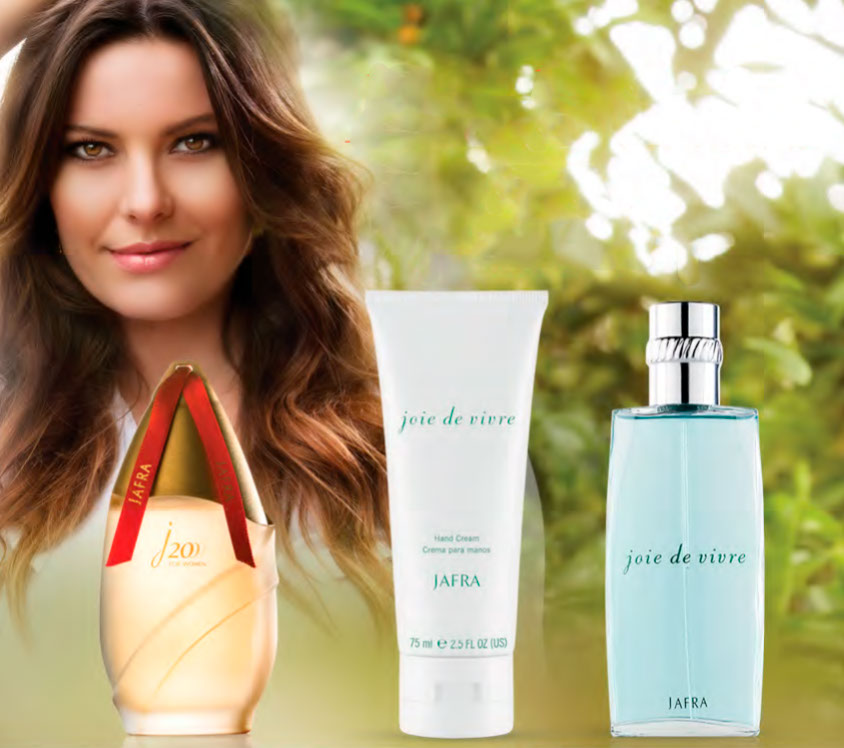 JAFRA
j20))
FOR WOMEN
joie de vivre
Hand Cream
Crema para manos
JAFRA
75 ml ℮ 2.5 FL OZ (US)
joie de vivre
JAFRA